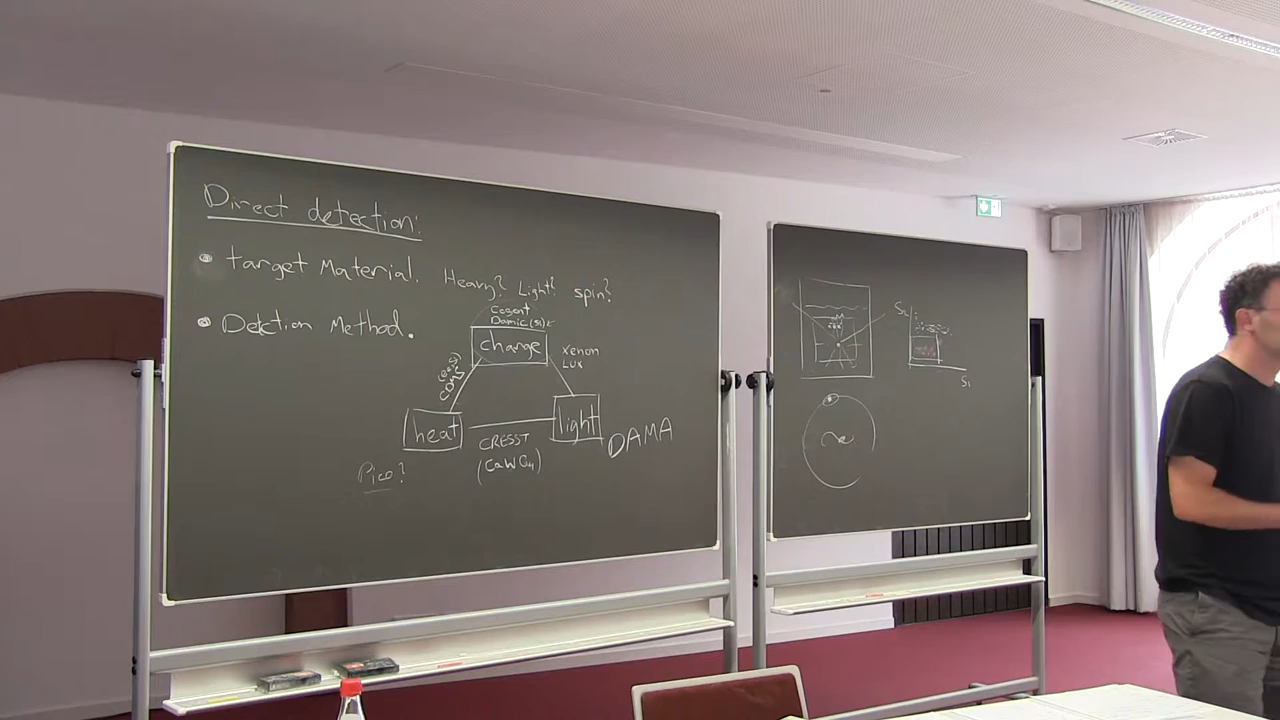 Direct detection:
• target Material. Heavy? Light? spin?
• Detction Method.
Cogent
Damic (Si)
charge
Xenon
LUX
CDMS
heat
light
CRESST
(CaWO4)
DAMA
Pico?
S2
S1